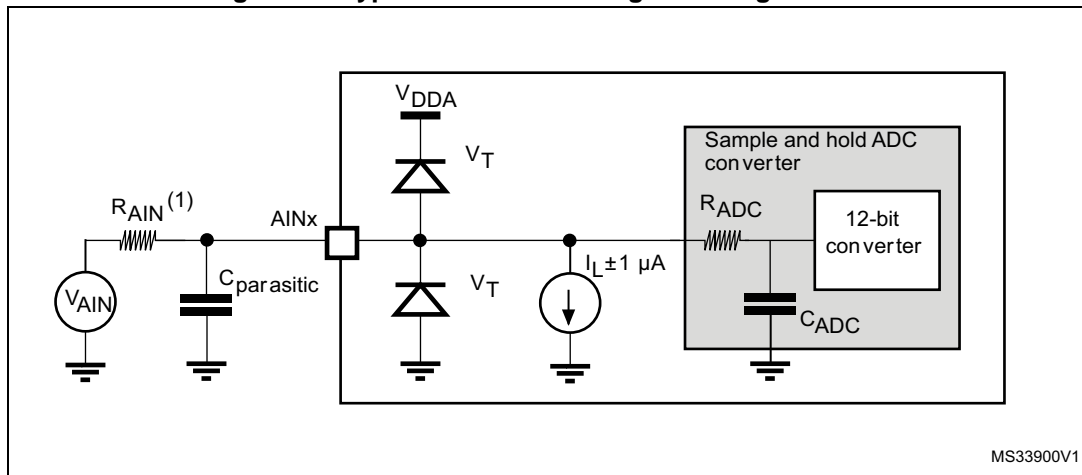 VDDA
VT
Sample and hold ADC
converter
RAIN(1)
AINx
RADC
12-bit
converter
VAIN
Cparasitic
VT
IL±1 µA
CADC
MS33900V1